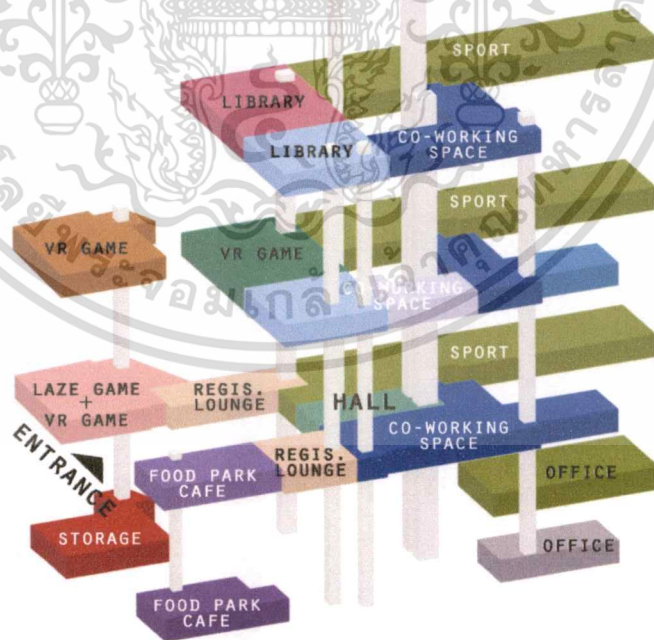 SPORT
LIBRARY
LIBRARY
CO-WORKING
SPACE
SPORT
VR GAME
VR GAME
CO-WORKING
SPACE
SPORT
LAZE GAME
+
VR GAME
REGIS.
LOUNGE
HALL
CO-WORKING
SPACE
ENTRANCE
REGIS.
LOUNGE
FOOD PARK
CAFE
OFFICE
STORAGE
OFFICE
FOOD PARK
CAFE